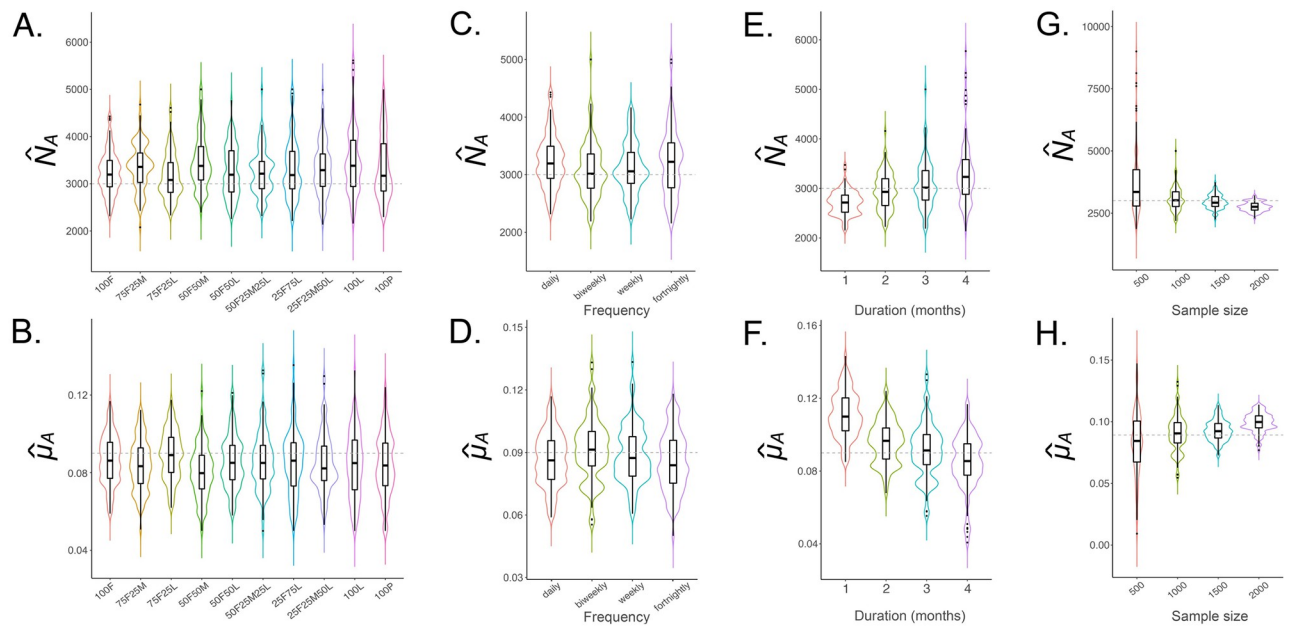 A.
N̂A
6000
5000
4000
3000
2000
100F 75F25M 75F25L 50F50M 50F50L 50F25M25L 25F75L 25F25M50L 100L 100P
C.
N̂A
5000
4000
3000
2000
daily biweekly weekly fortnightly
Frequency
E.
N̂A
6000
5000
4000
3000
2000
1 2 3 4
Duration (months)
G.
N̂A
10000
7500
5000
2500
500 1000 1500 2000
Sample size
B.
μ̂A
0.12
0.08
0.04
100F 75F25M 75F25L 50F50M 50F50L 50F25M25L 25F75L 25F25M50L 100L 100P
D.
μ̂A
0.15
0.12
0.09
0.06
0.03
daily biweekly weekly fortnightly
Frequency
F.
μ̂A
0.16
0.12
0.08
0.04
1 2 3 4
Duration (months)
H.
μ̂A
0.15
0.10
0.05
0.00
500 1000 1500 2000
Sample size